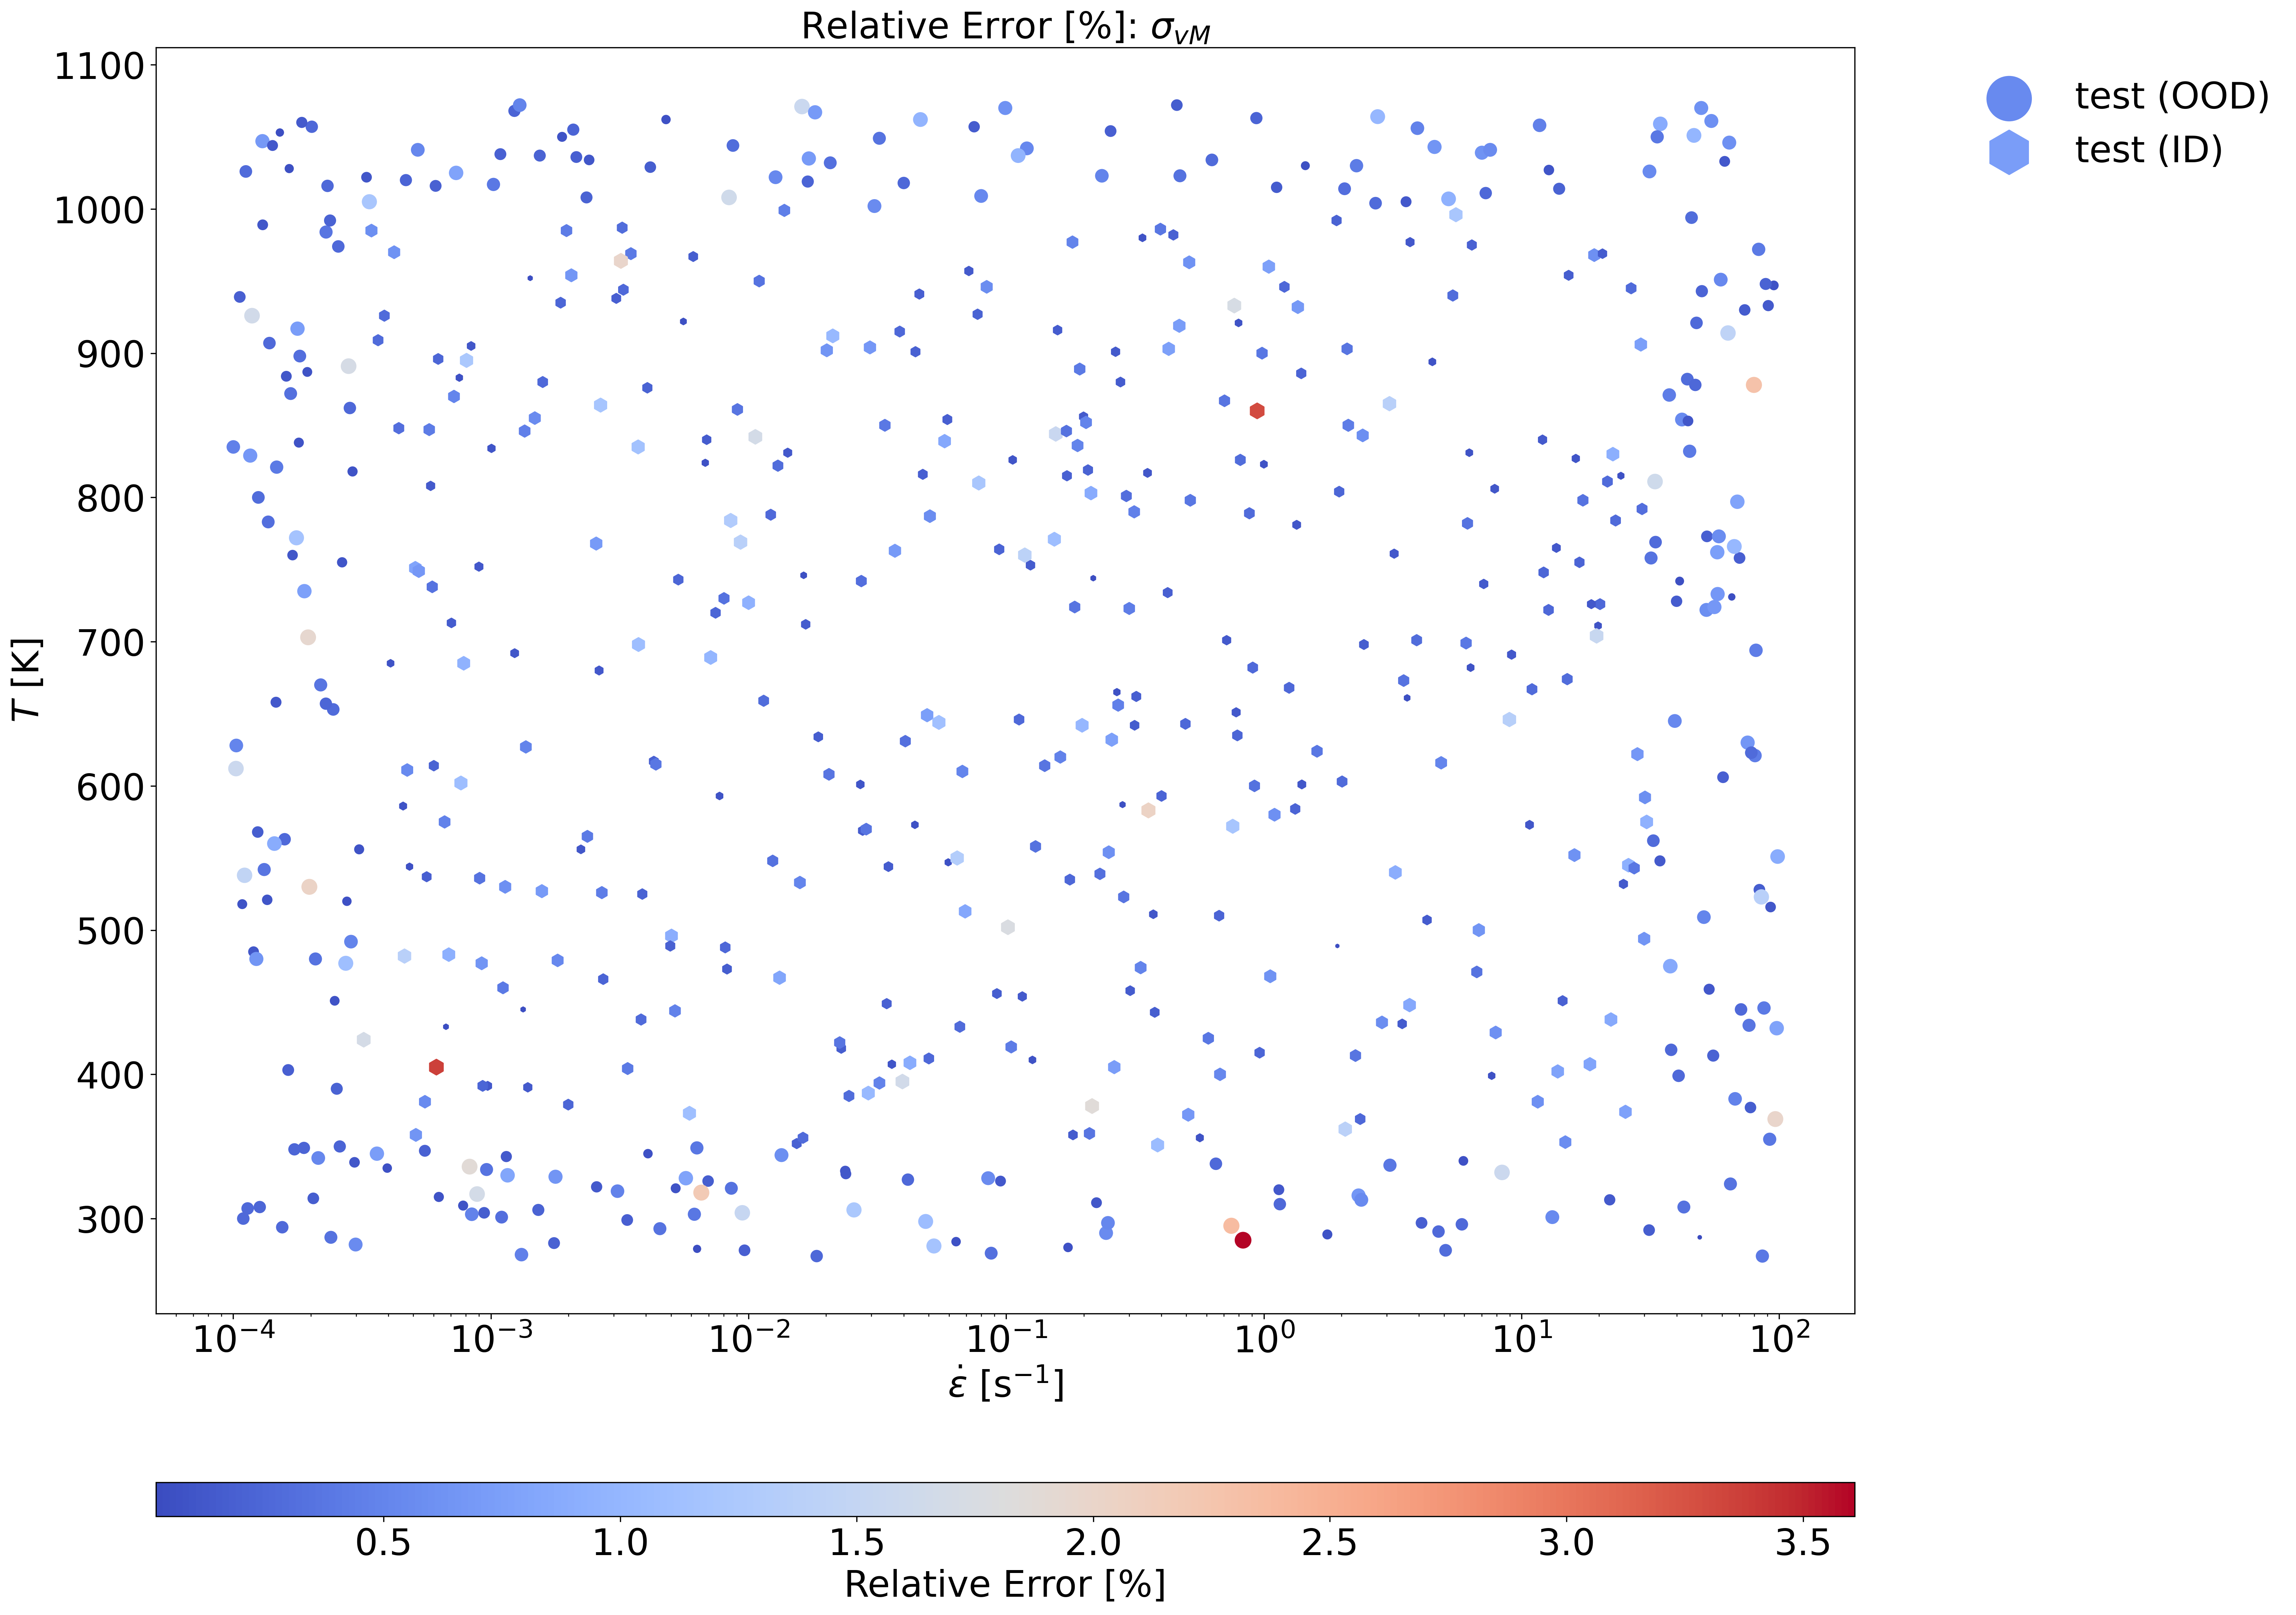 Relative Error [%]: σvM
1100
1000
900
800
700
600
500
400
300
T [K]
10⁻⁴ 10⁻³ 10⁻² 10⁻¹ 10⁰ 10¹ 10²
ε̇ [s⁻¹]
test (OOD)
test (ID)
0.5 1.0 1.5 2.0 2.5 3.0 3.5
Relative Error [%]